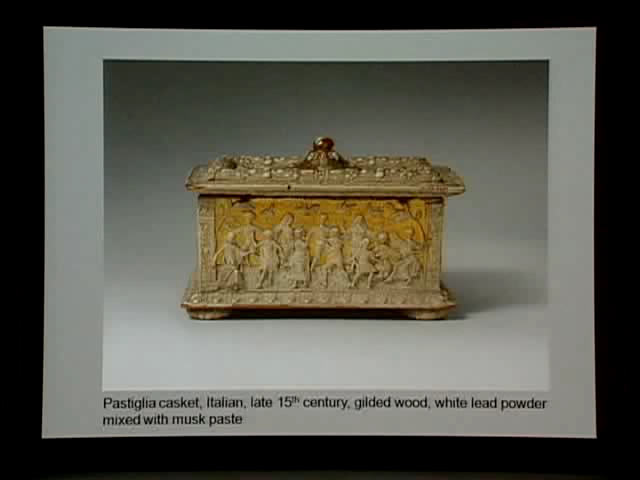 Pastiglia casket, Italian, late 15th century, gilded wood, white lead powder
mixed with musk paste